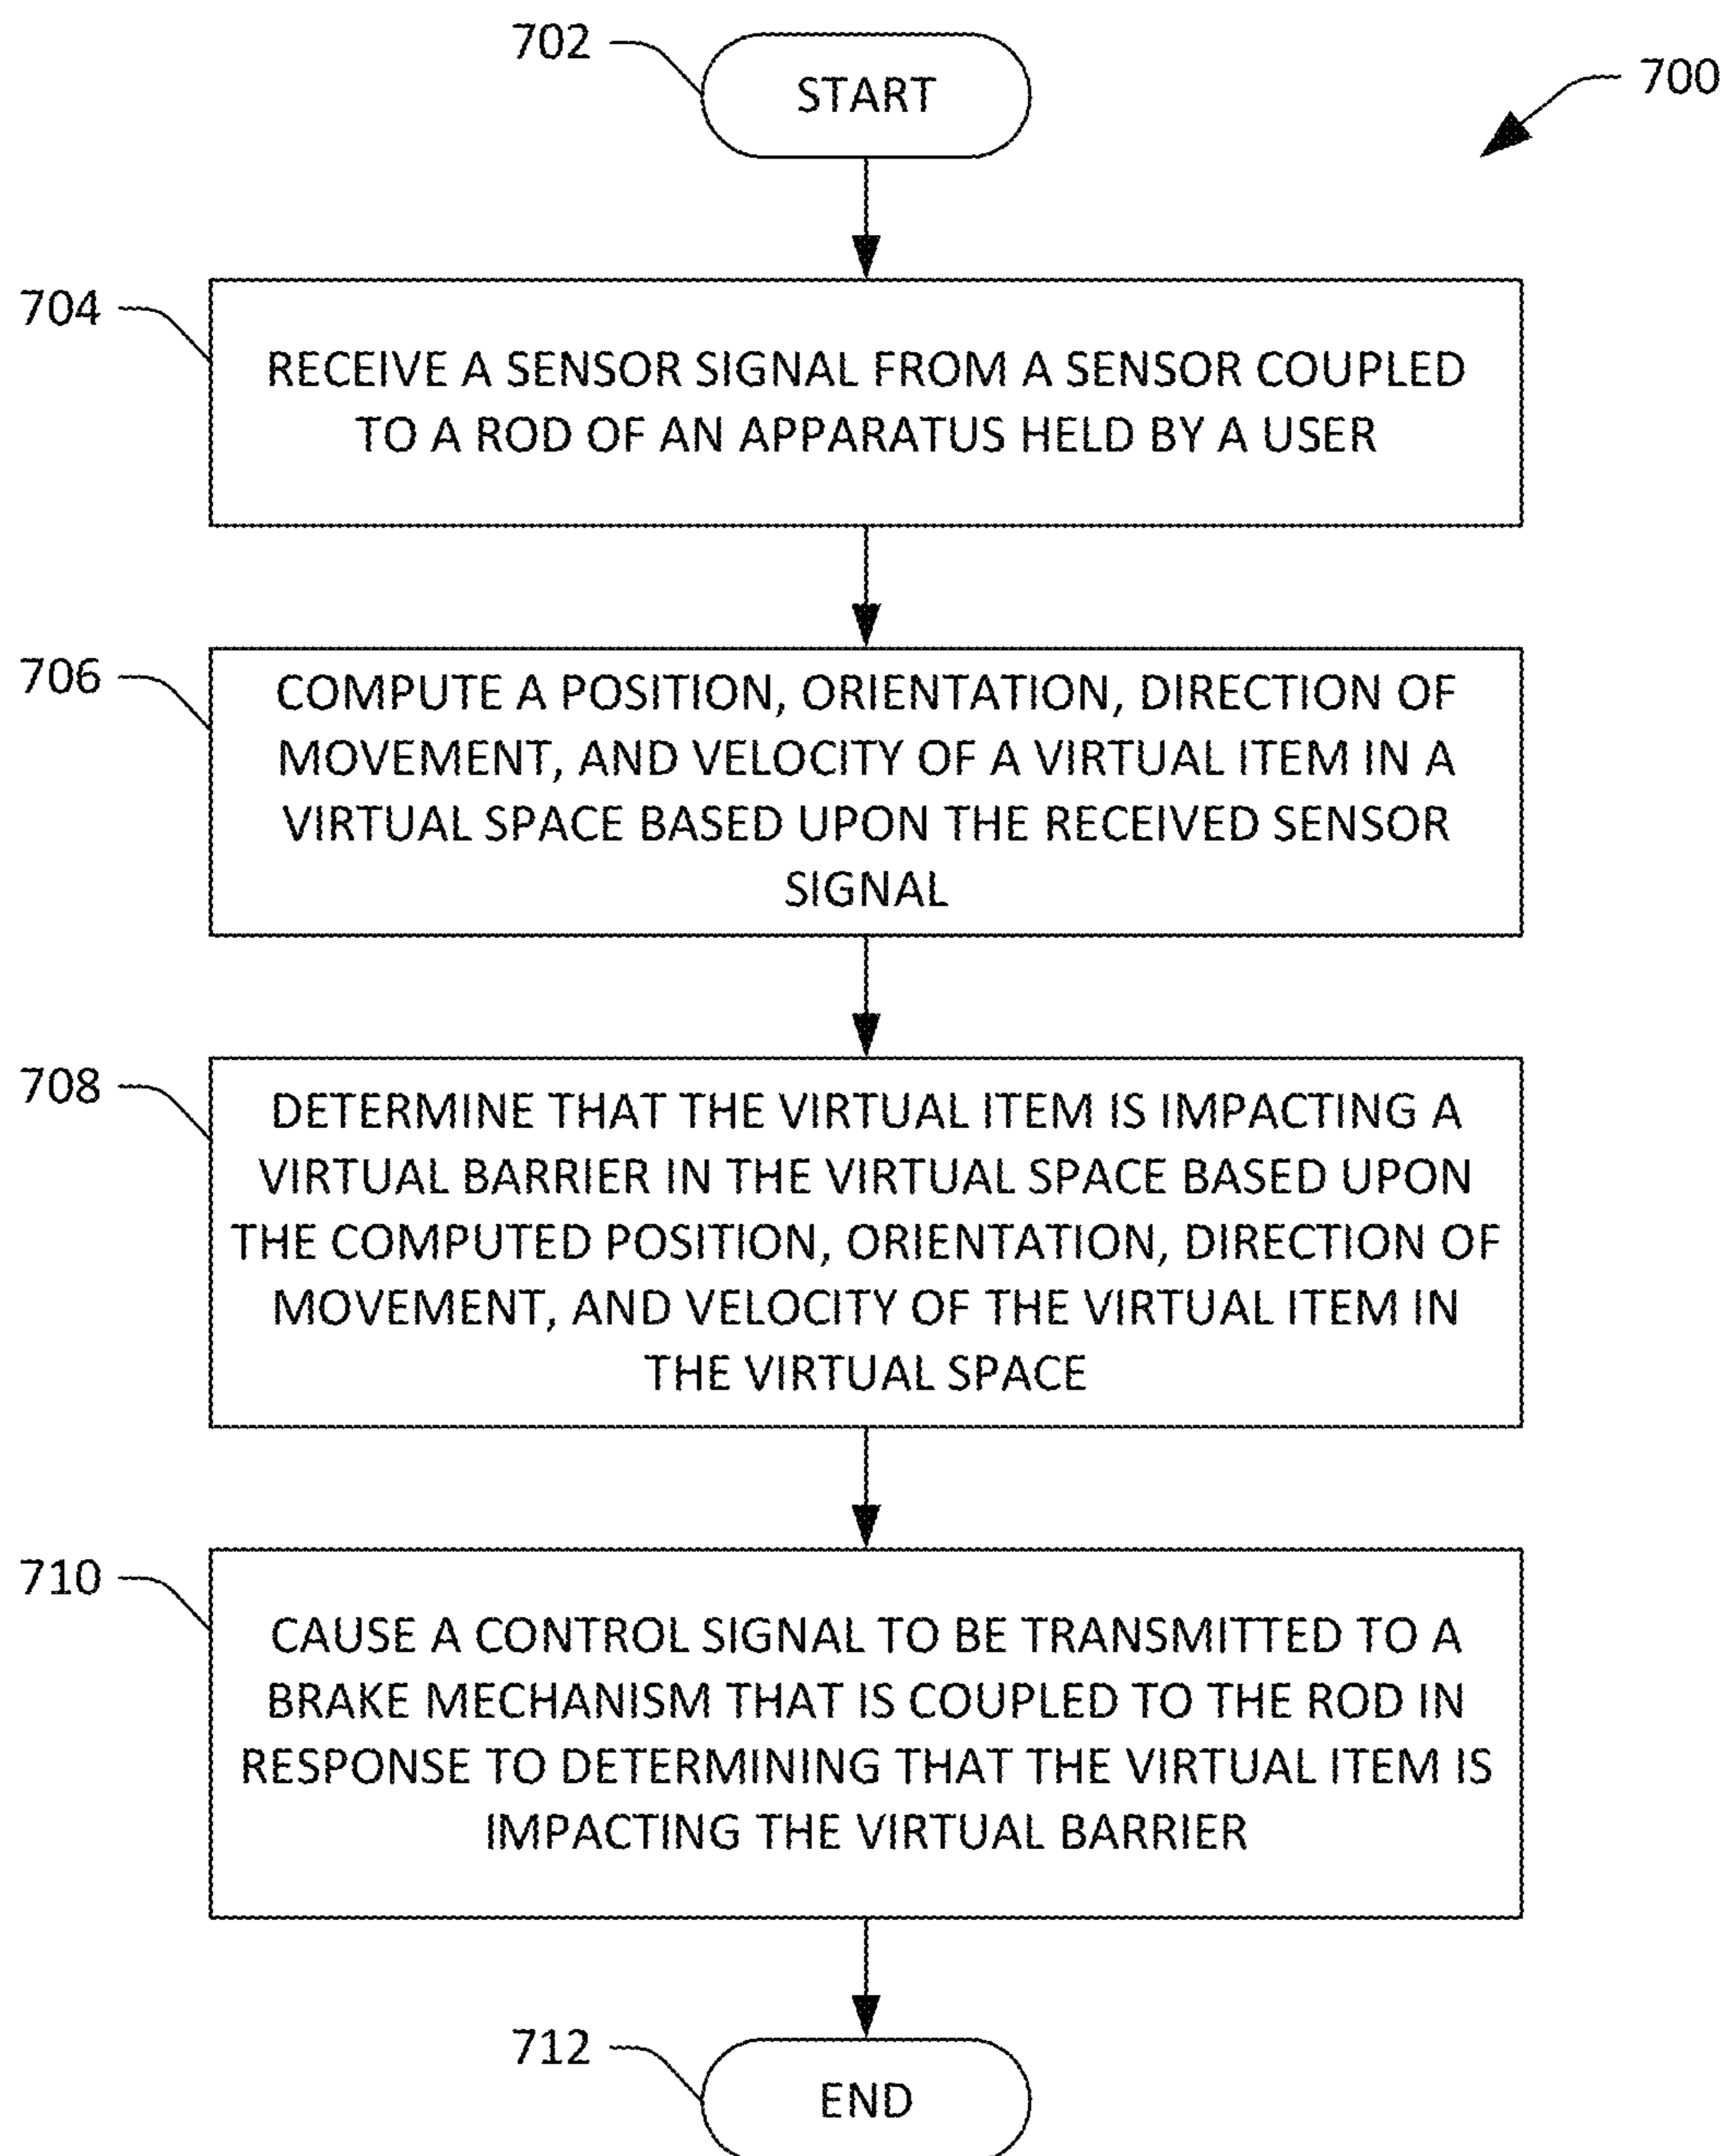 702
START
700
704
RECEIVE A SENSOR SIGNAL FROM A SENSOR COUPLED
TO A ROD OF AN APPARATUS HELD BY A USER
706
COMPUTE A POSITION, ORIENTATION, DIRECTION OF
MOVEMENT, AND VELOCITY OF A VIRTUAL ITEM IN A
VIRTUAL SPACE BASED UPON THE RECEIVED SENSOR
SIGNAL
708
DETERMINE THAT THE VIRTUAL ITEM IS IMPACTING A
VIRTUAL BARRIER IN THE VIRTUAL SPACE BASED UPON
THE COMPUTED POSITION, ORIENTATION, DIRECTION OF
MOVEMENT, AND VELOCITY OF THE VIRTUAL ITEM IN
THE VIRTUAL SPACE
710
CAUSE A CONTROL SIGNAL TO BE TRANSMITTED TO A
BRAKE MECHANISM THAT IS COUPLED TO THE ROD IN
RESPONSE TO DETERMINING THAT THE VIRTUAL ITEM IS
IMPACTING THE VIRTUAL BARRIER
712
END